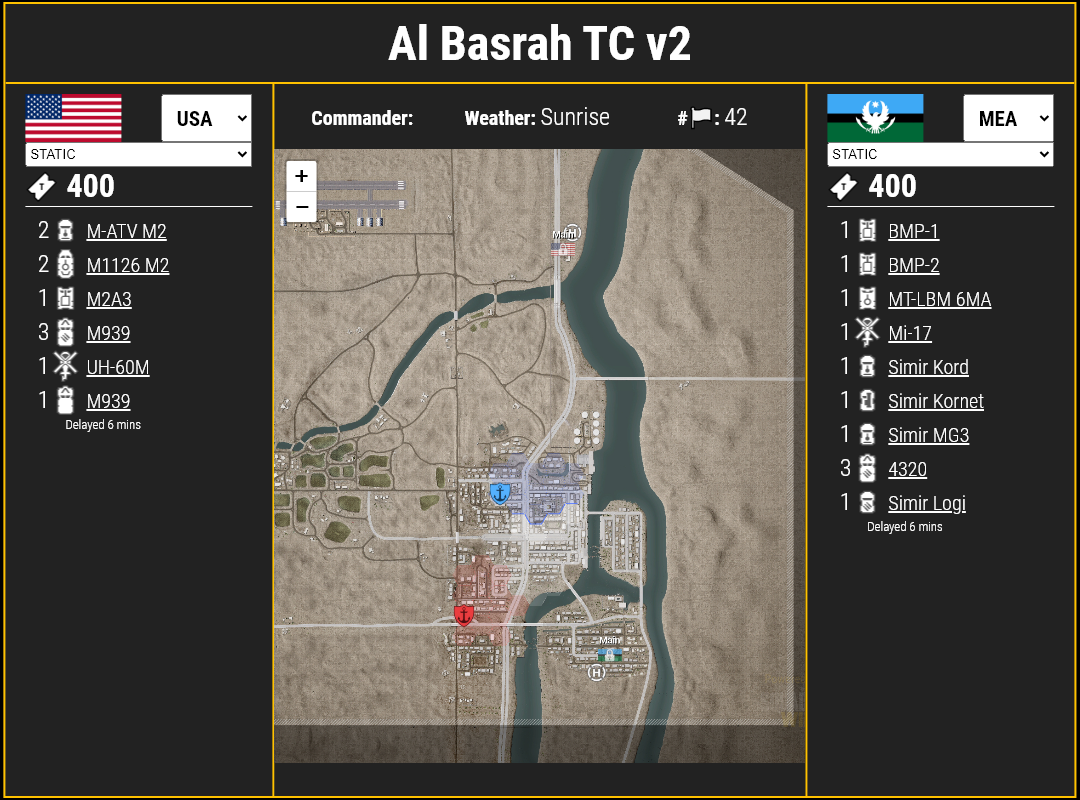 Al Basrah TC v2
USA
STATIC
400
2 M-ATV M2
2 M1126 M2
1 M2A3
3 M939
1 UH-60M
1 M939
Delayed 6 mins
Commander:
Weather: Sunrise
#: 42
+
−
Main
H
Main
H
MEA
STATIC
400
1 BMP-1
1 BMP-2
1 MT-LBM 6MA
1 Mi-17
1 Simir Kord
1 Simir Kornet
1 Simir MG3
3 4320
1 Simir Logi
Delayed 6 mins